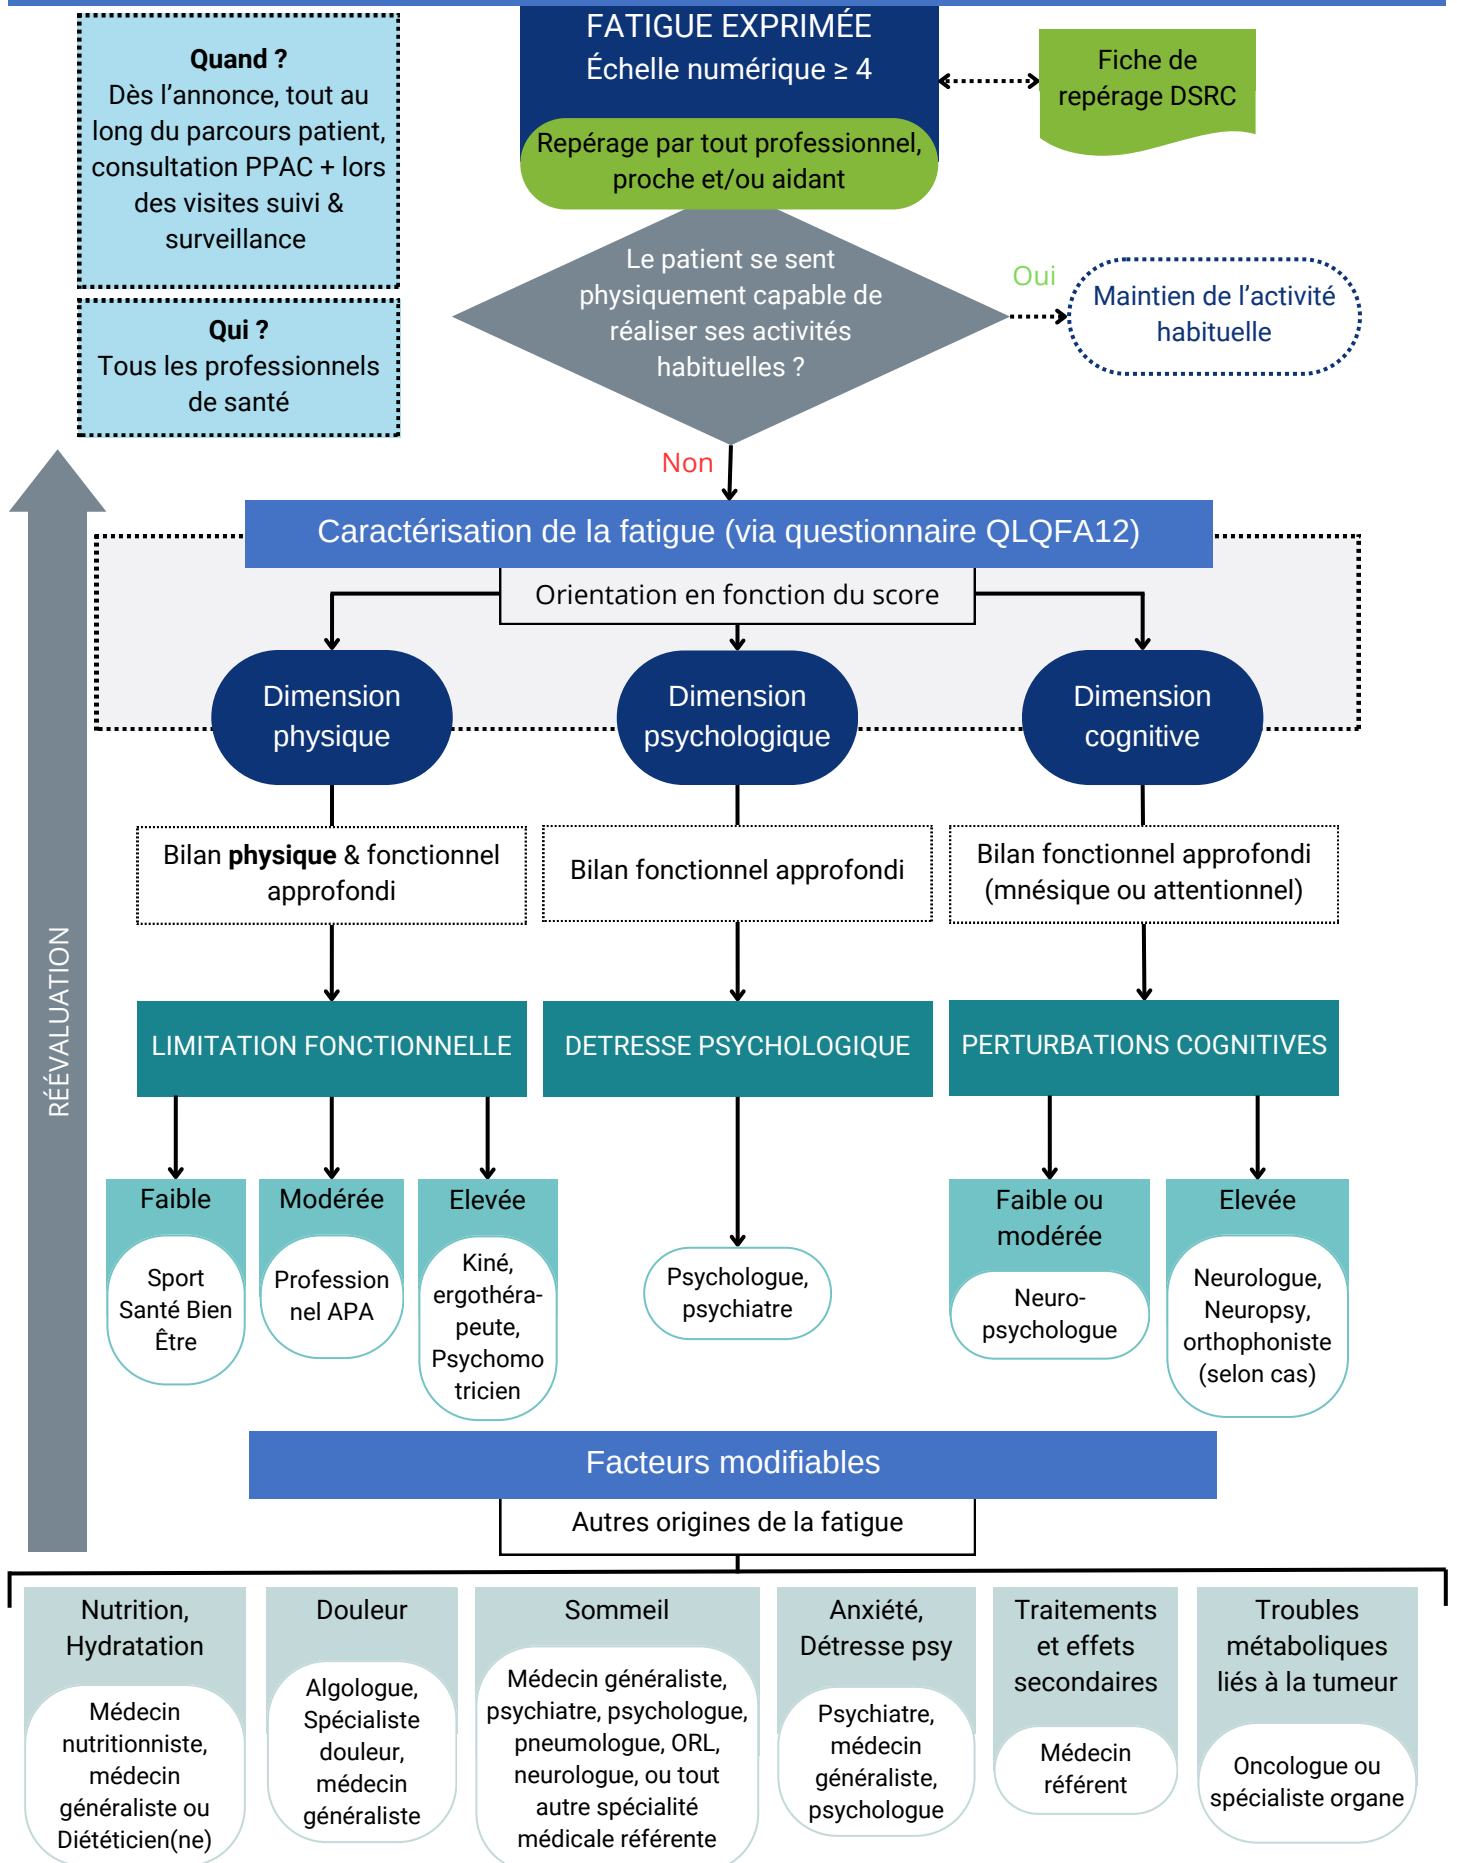 FATIGUE EXPRIMÉE
Échelle numérique ≥ 4
Repérage par tout professionnel,
proche et/ou aidant
Fiche de
repérage DSRC
Quand ?
Dès l'annonce, tout au
long du parcours patient,
consultation PPAC + lors
des visites suivi &
surveillance
Qui ?
Tous les professionnels
de santé
Le patient se sent
physiquement capable de
réaliser ses activités
habituelles ?
Oui
Maintien de l'activité
habituelle
Non
Caractérisation de la fatigue (via questionnaire QLQFA12)
Orientation en fonction du score
Dimension
physique
Dimension
psychologique
Dimension
cognitive
Bilan physique & fonctionnel
approfondi
Bilan fonctionnel approfondi
Bilan fonctionnel approfondi
(mnésique ou attentionnel)
RÉÉVALUATION
LIMITATION FONCTIONNELLE
DETRESSE PSYCHOLOGIQUE
PERTURBATIONS COGNITIVES
Faible
Sport
Santé Bien
Être
Modérée
Profession
nel APA
Elevée
Kiné,
ergothéra-
peute,
Psychomo
tricien
Psychologue,
psychiatre
Faible ou
modérée
Neuro-
psychologue
Elevée
Neurologue,
Neuropsy,
orthophoniste
(selon cas)
Facteurs modifiables
Autres origines de la fatigue
Nutrition,
Hydratation
Médecin
nutritionniste,
médecin
généraliste ou
Diététicien(ne)
Douleur
Algologue,
Spécialiste
douleur,
médecin
généraliste
Sommeil
Médecin généraliste,
psychiatre, psychologue,
pneumologue, ORL,
neurologue, ou tout
autre spécialité
médicale référente
Anxiété,
Détresse psy
Psychiatre,
médecin
généraliste,
psychologue
Traitements
et effets
secondaires
Médecin
référent
Troubles
métaboliques
liés à la tumeur
Oncologue ou
spécialiste organe